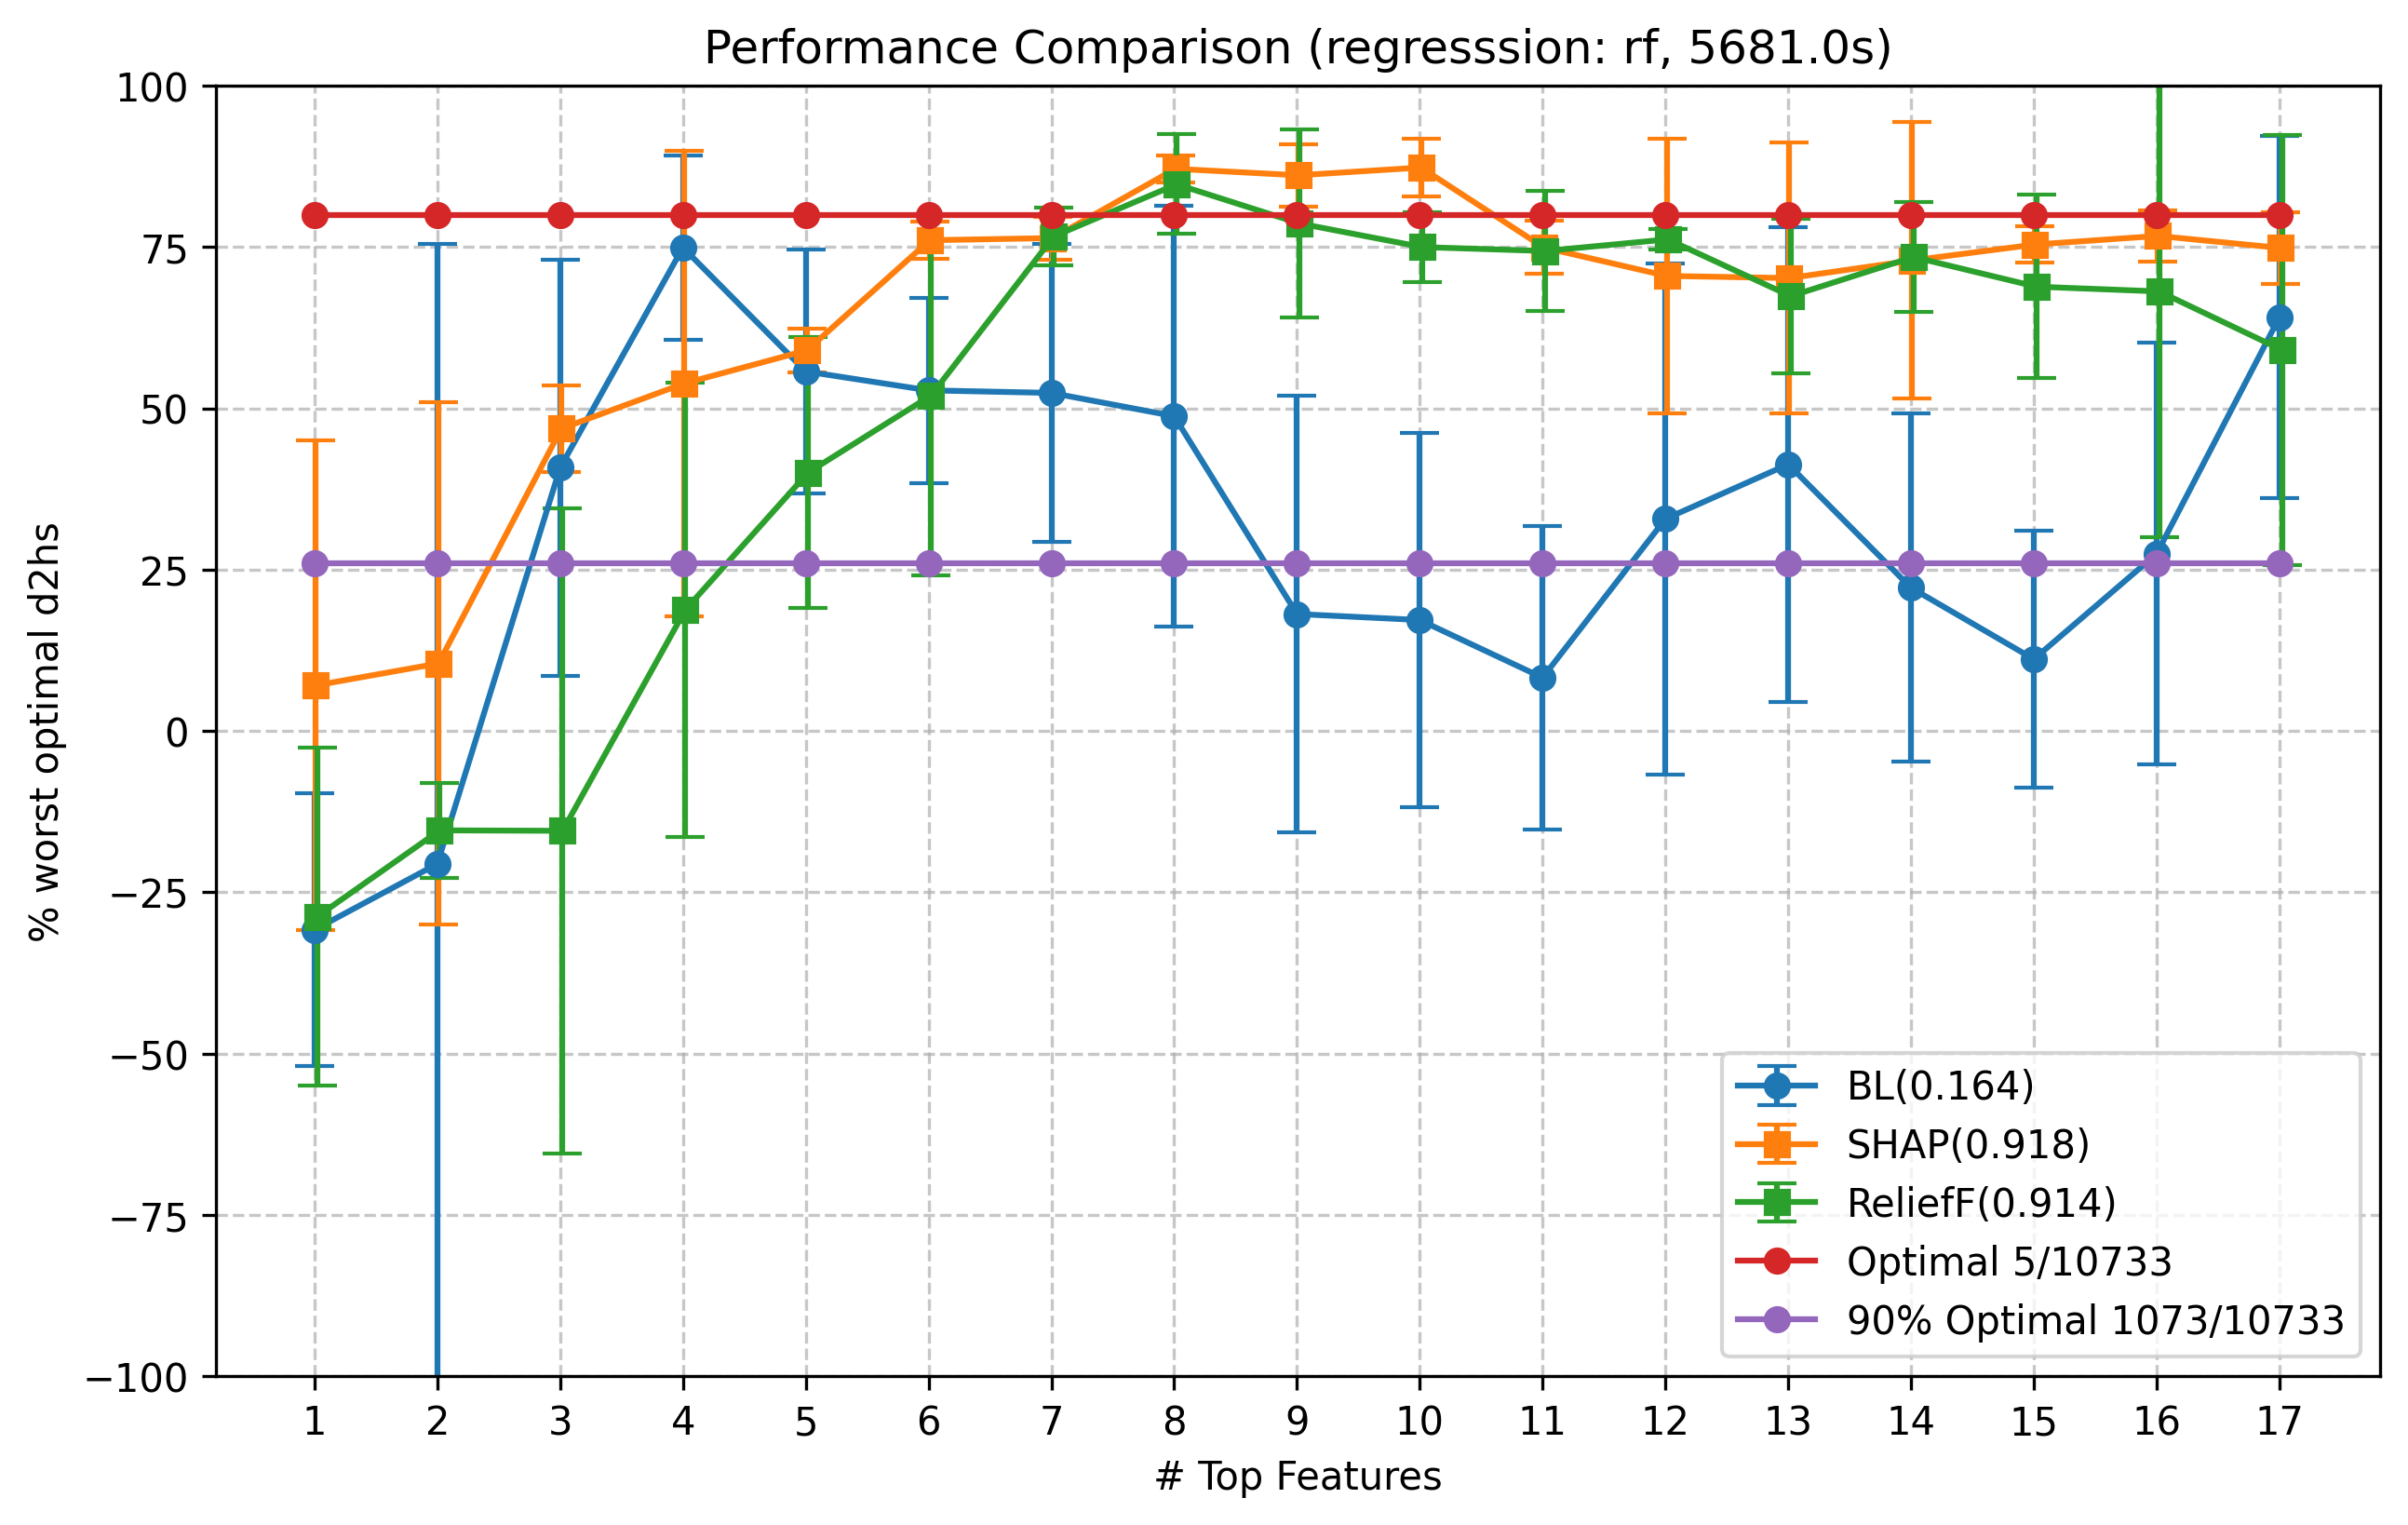 Performance Comparison (regresssion: rf, 5681.0s)
% worst optimal d2hs
100
75
50
25
0
−25
−50
−75
−100
1 2 3 4 5 6 7 8 9 10 11 12 13 14 15 16 17
# Top Features
BL(0.164)
SHAP(0.918)
ReliefF(0.914)
Optimal 5/10733
90% Optimal 1073/10733